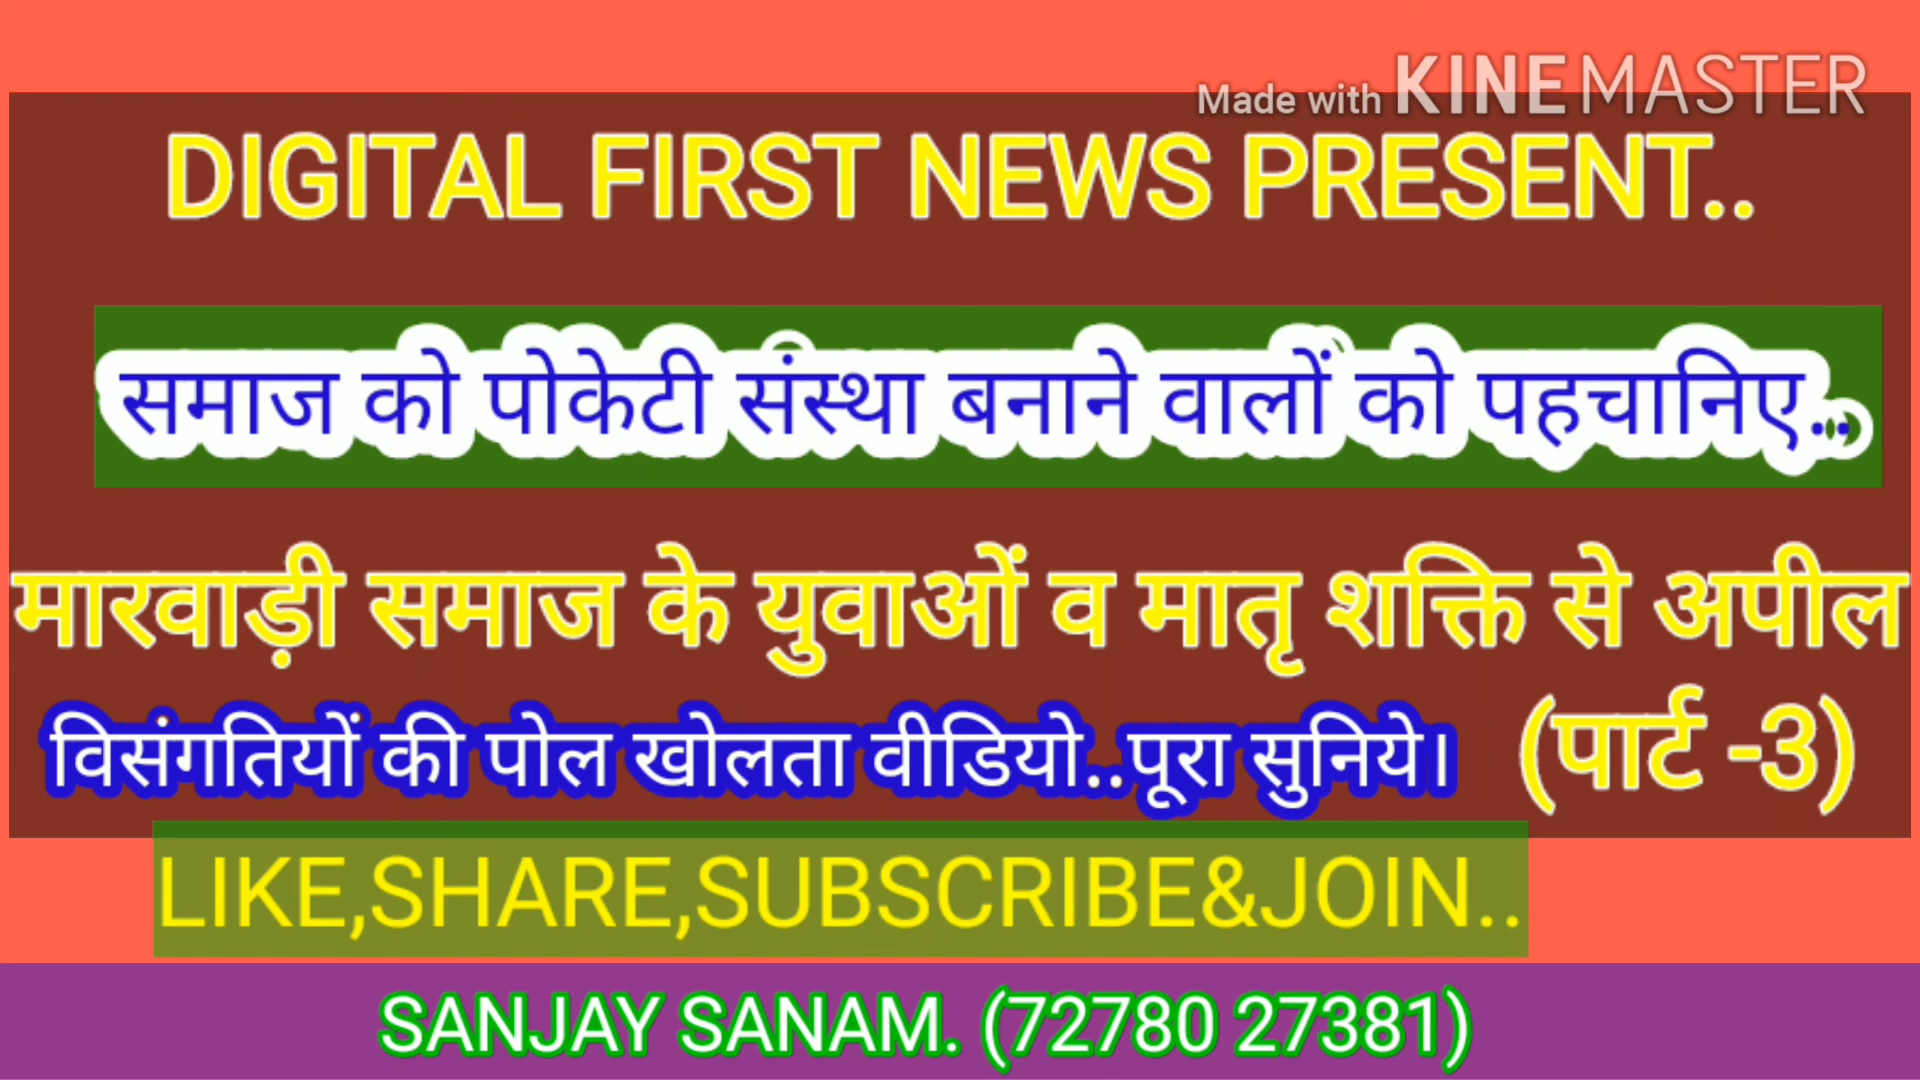 Made with KINEMASTER
DIGITAL FIRST NEWS PRESENT..
समाज को पोकेटी संस्था बनाने वालों को पहचानिए..
मारवाड़ी समाज के युवाओं व मातृ शक्ति से अपील
विसंगतियों की पोल खोलता वीडियो..पूरा सुनिये। (पार्ट -3)
LIKE,SHARE,SUBSCRIBE&JOIN..
SANJAY SANAM. (72780 27381)